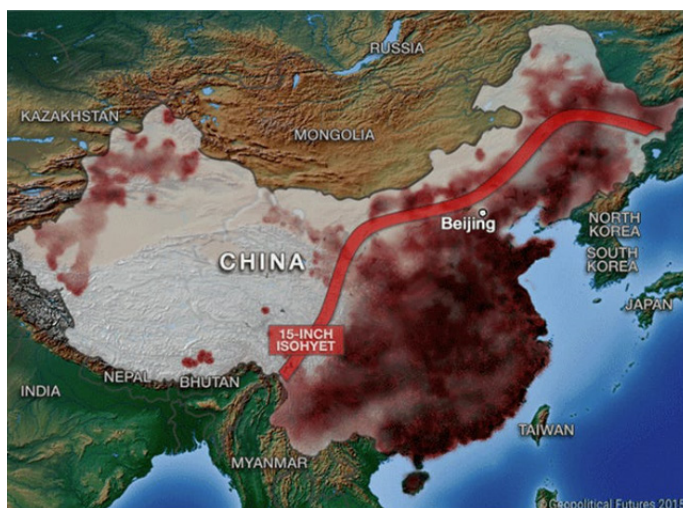 RUSSIA
KAZAKHSTAN
MONGOLIA
Beijing
NORTH
KOREA
SOUTH
KOREA
CHINA
JAPAN
15-INCH
ISOHYET
NEPAL
BHUTAN
INDIA
TAIWAN
MYANMAR
© Geopolitical Futures 2015